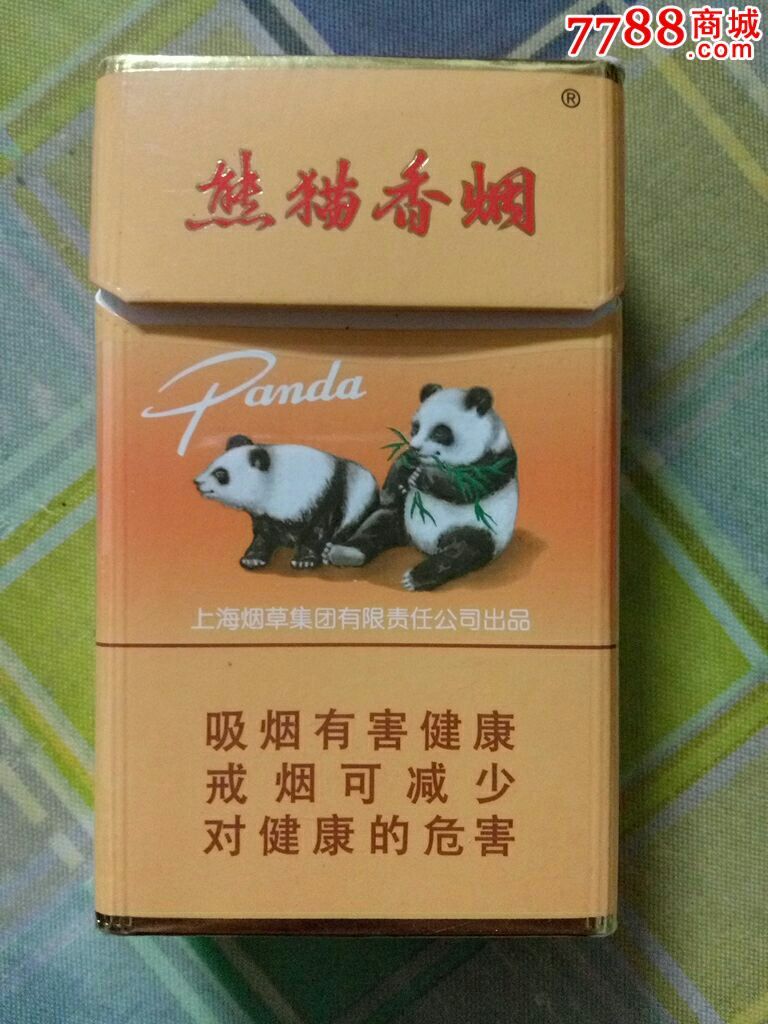 7788商城
.com
®
熊猫香烟
Panda
上海烟草集团有限责任公司出品
吸烟有害健康
戒烟可减少
对健康的危害